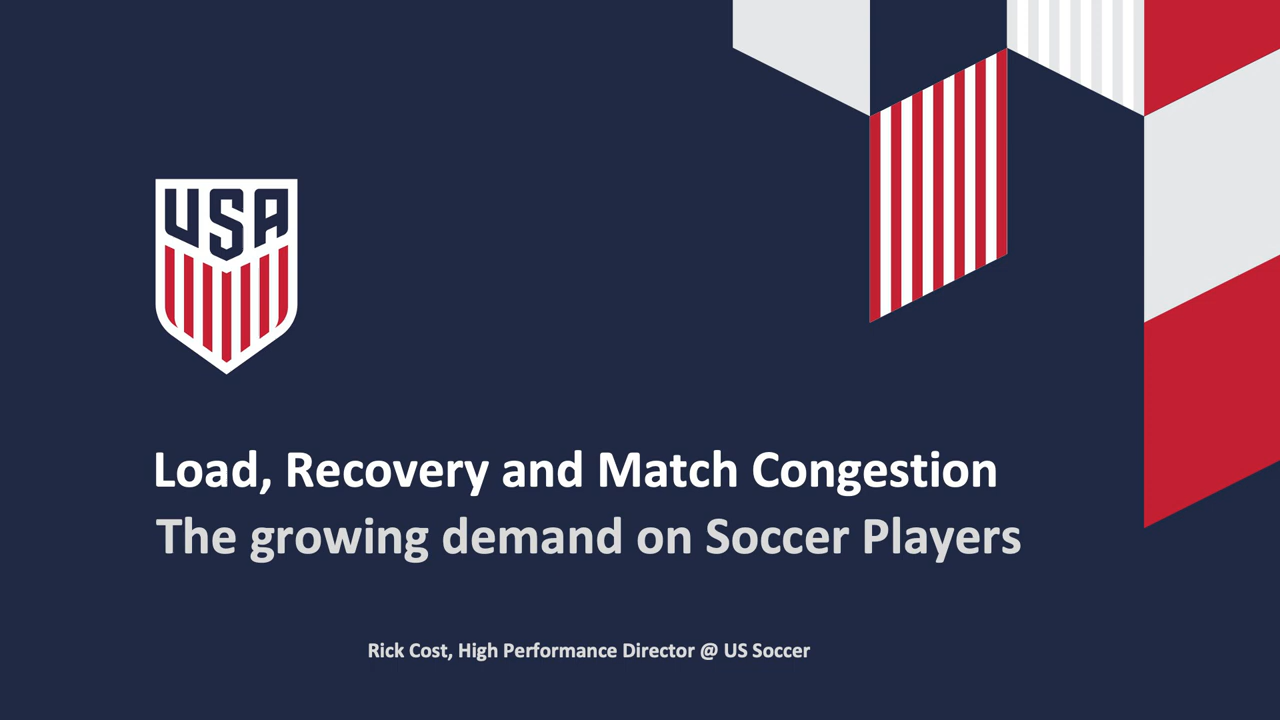 USA
Load, Recovery and Match Congestion
The growing demand on Soccer Players
Rick Cost, High Performance Director @ US Soccer